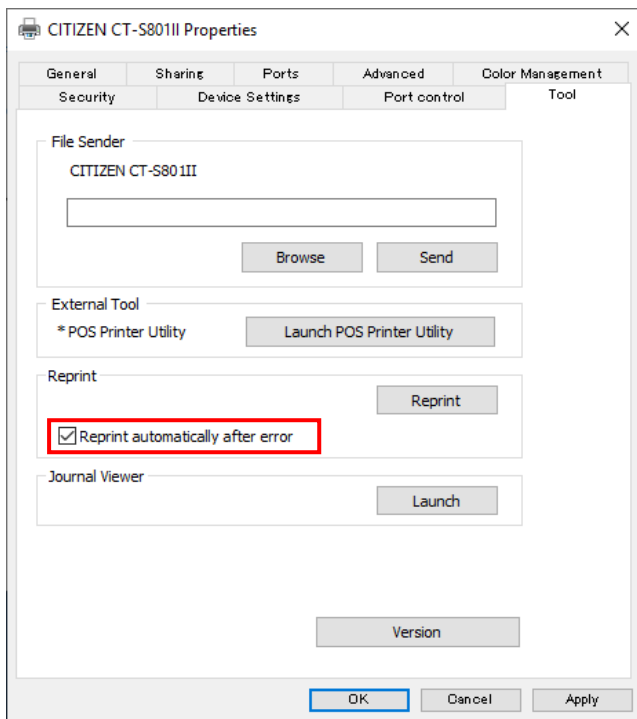 CITIZEN CT-S801II Properties
General Sharing Ports Advanced Color Management
Security Device Settings Port control Tool
File Sender
CITIZEN CT-S801II
Browse Send
External Tool
* POS Printer Utility Launch POS Printer Utility
Reprint
Reprint
Reprint automatically after error
Journal Viewer
Launch
Version
OK Cancel Apply